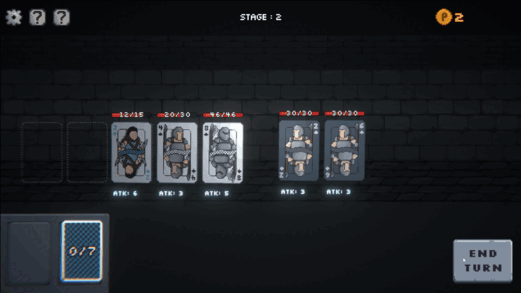 ? ? STAGE : 2 P 2
12/15 20/30 46/46 30/30 30/30
ATK: 6 ATK: 3 ATK: 5 ATK: 3 ATK: 3
0/7
END
TURN